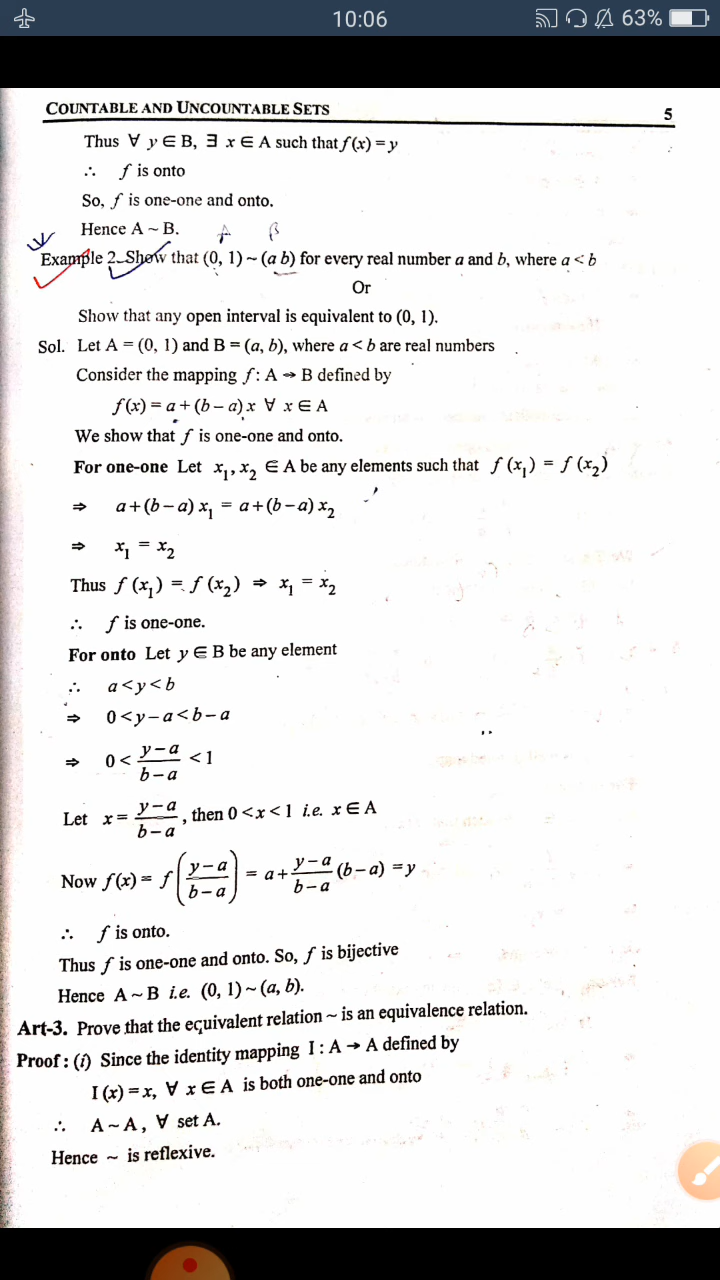 10:06
63%
COUNTABLE AND UNCOUNTABLE SETS 5
Thus ∀ y ∈ B, ∃ x ∈ A such that f(x) = y
∴ f is onto
So, f is one-one and onto.
Hence A ~ B.
A B
Example 2. Show that (0, 1) ~ (a b) for every real number a and b, where a < b
Or
Show that any open interval is equivalent to (0, 1).
Sol. Let A = (0, 1) and B = (a, b), where a < b are real numbers
Consider the mapping f : A → B defined by
f(x) = a + (b – a) x ∀ x ∈ A
We show that f is one-one and onto.
For one-one Let x₁, x₂ ∈ A be any elements such that f (x₁) = f (x₂)
⇒ a + (b – a) x₁ = a + (b – a) x₂
⇒ x₁ = x₂
Thus f (x₁) = f (x₂) ⇒ x₁ = x₂
∴ f is one-one.
For onto Let y ∈ B be any element
∴ a < y < b
⇒ 0 < y – a < b – a
⇒ 0 < (y – a)/(b – a) < 1
Let x = (y – a)/(b – a), then 0 < x < 1 i.e. x ∈ A
Now f(x) = f((y – a)/(b – a)) = a + (y – a)/(b – a) (b – a) = y
∴ f is onto.
Thus f is one-one and onto. So, f is bijective
Hence A ~ B i.e. (0, 1) ~ (a, b).
Art-3. Prove that the equivalent relation ~ is an equivalence relation.
Proof : (i) Since the identity mapping I : A → A defined by
I (x) = x, ∀ x ∈ A is both one-one and onto
∴ A ~ A , ∀ set A.
Hence ~ is reflexive.